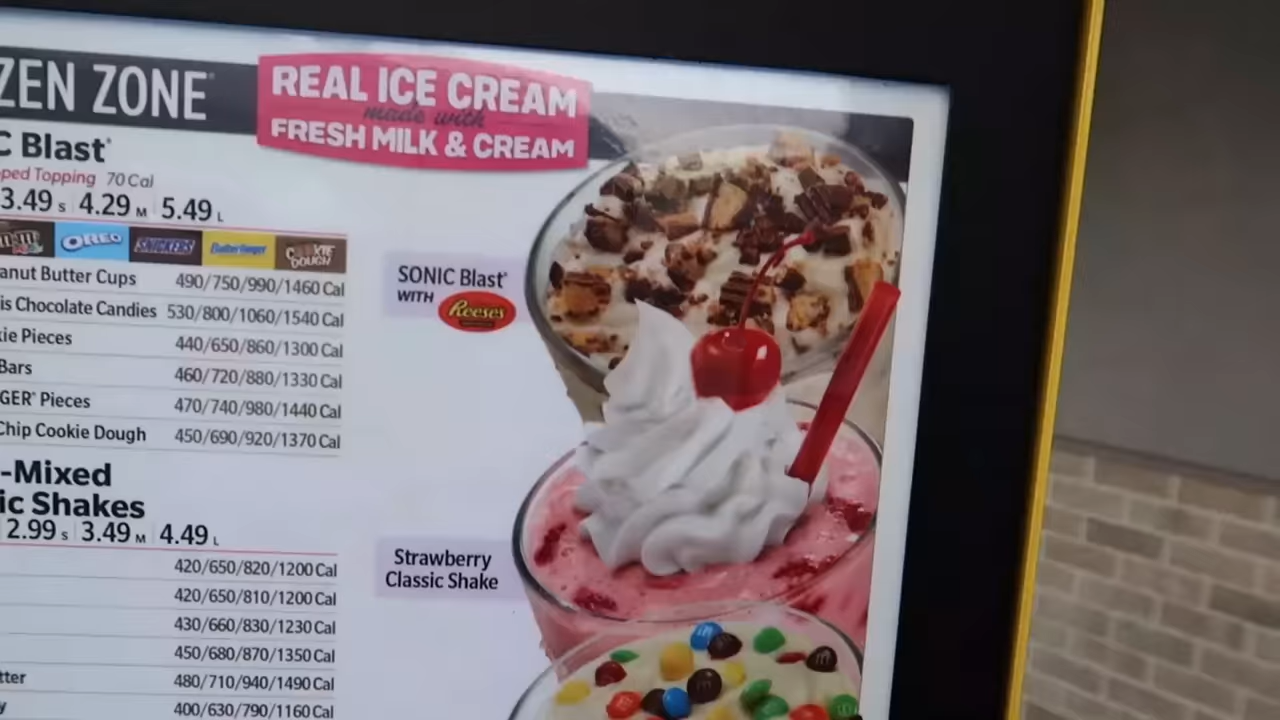 ZEN ZONE®
REAL ICE CREAM
made with
FRESH MILK & CREAM
C Blast®
ped Topping 70 Cal
3.49 S 4.29 M 5.49 L
m&m's OREO SNICKERS Butterfinger COOKIE DOUGH
anut Butter Cups 490/750/990/1460 Cal
is Chocolate Candies 530/800/1060/1540 Cal
kie Pieces 440/650/860/1300 Cal
Bars 460/720/880/1330 Cal
GER® Pieces 470/740/980/1440 Cal
Chip Cookie Dough 450/690/920/1370 Cal
SONIC Blast®
WITH Reese's
-Mixed
ic Shakes
2.99 S 3.49 M 4.49 L
420/650/820/1200 Cal
420/650/810/1200 Cal
430/660/830/1230 Cal
450/680/870/1350 Cal
tter 480/710/940/1490 Cal
y 400/630/790/1160 Cal
Strawberry
Classic Shake